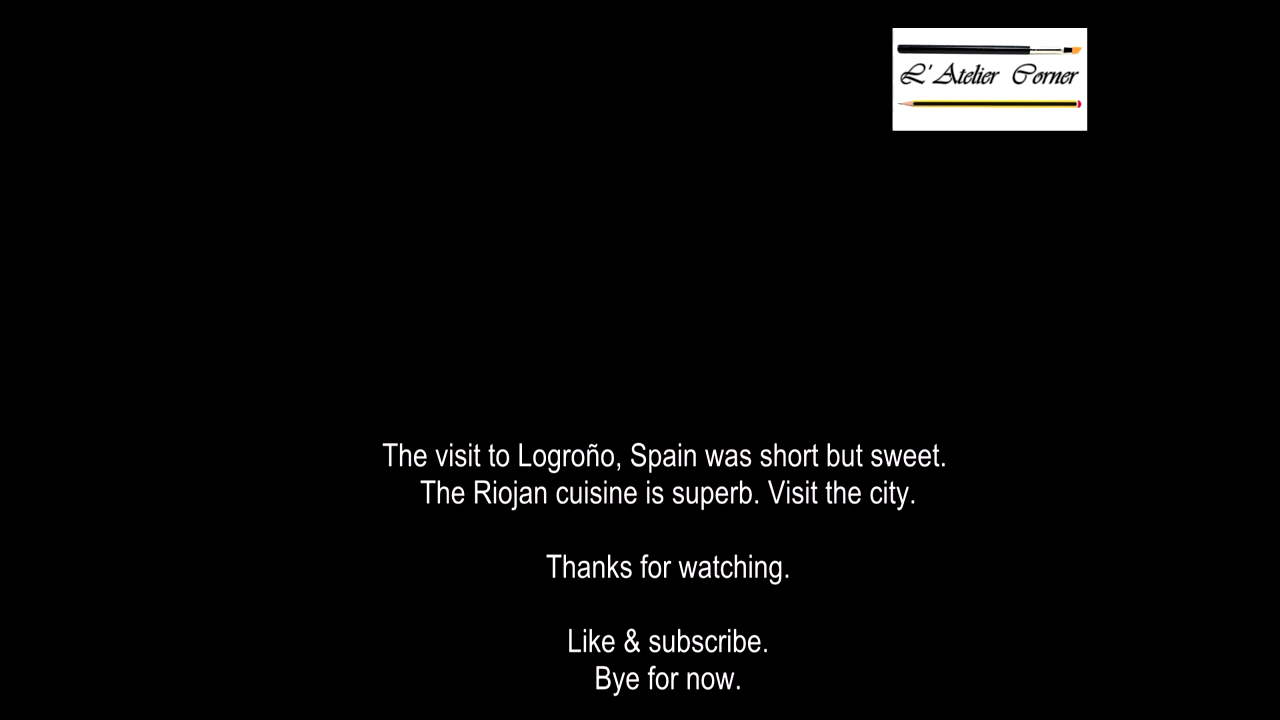 L' Atelier Corner
The visit to Logroño, Spain was short but sweet.
The Riojan cuisine is superb. Visit the city.
Thanks for watching.
Like & subscribe.
Bye for now.